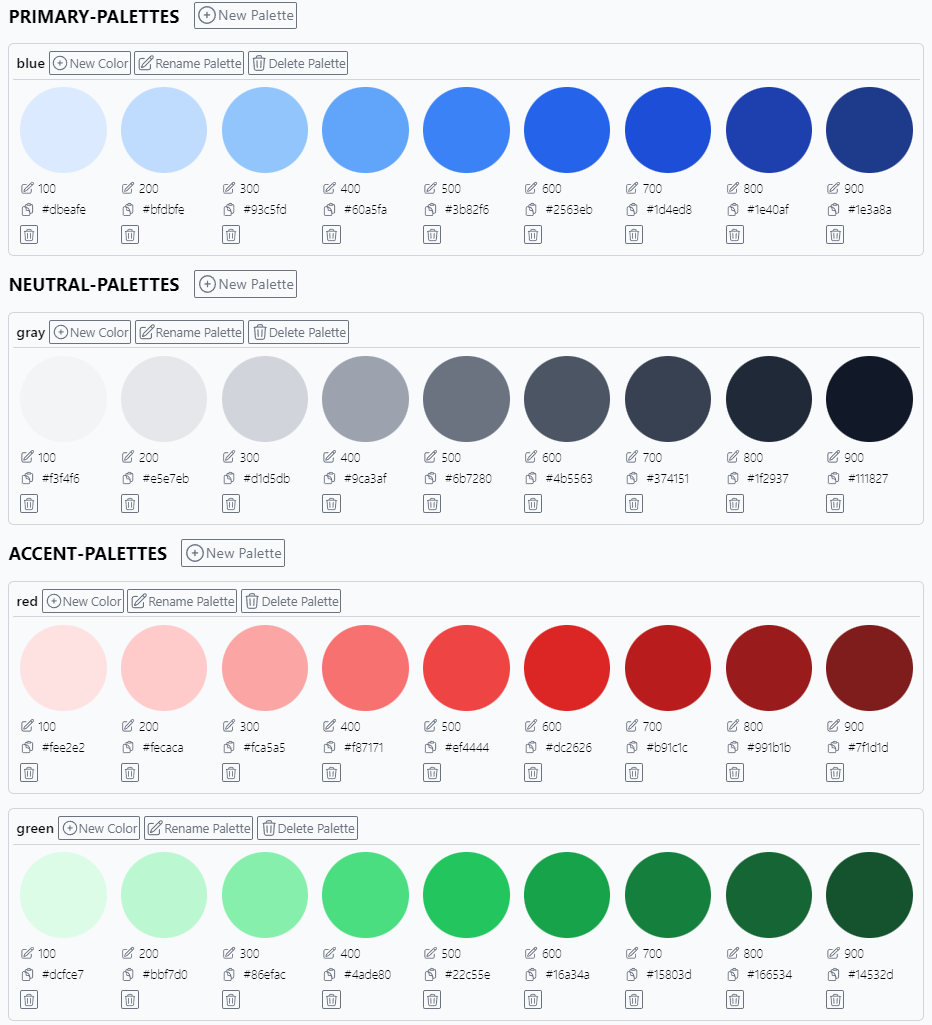 PRIMARY-PALETTES New Palette
blue New Color Rename Palette Delete Palette
100 200 300 400 500 600 700 800 900
#dbeafe #bfdbfe #93c5fd #60a5fa #3b82f6 #2563eb #1d4ed8 #1e40af #1e3a8a
NEUTRAL-PALETTES New Palette
gray New Color Rename Palette Delete Palette
100 200 300 400 500 600 700 800 900
#f3f4f6 #e5e7eb #d1d5db #9ca3af #6b7280 #4b5563 #374151 #1f2937 #111827
ACCENT-PALETTES New Palette
red New Color Rename Palette Delete Palette
100 200 300 400 500 600 700 800 900
#fee2e2 #fecaca #fca5a5 #f87171 #ef4444 #dc2626 #b91c1c #991b1b #7f1d1d
green New Color Rename Palette Delete Palette
100 200 300 400 500 600 700 800 900
#dcfce7 #bbf7d0 #86efac #4ade80 #22c55e #16a34a #15803d #166534 #14532d